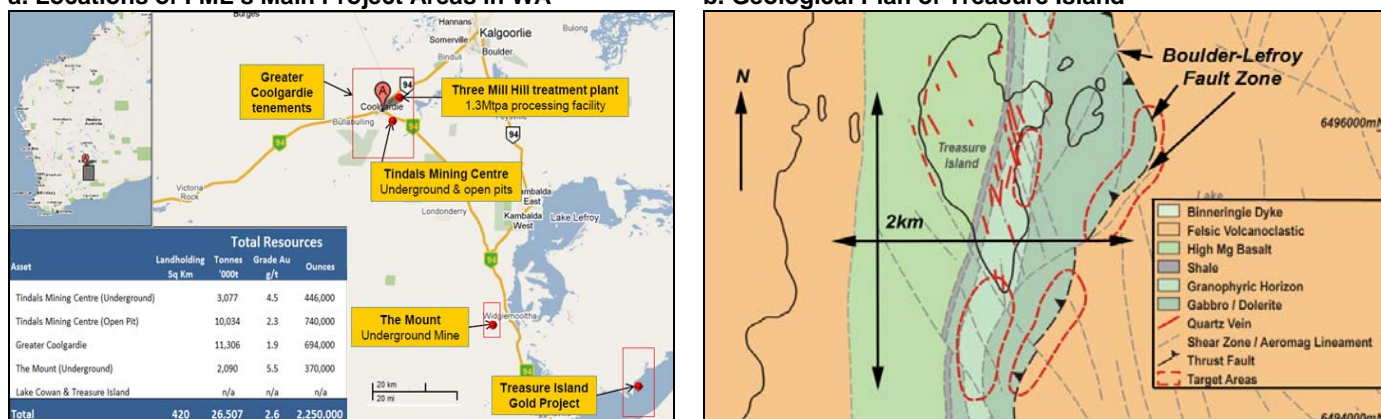 a. Locations of FML's Main Project Areas in WA
b. Geological Plan of Treasure Island
Burges
Hannans
Bulong
Somerville
Kalgoorlie
Boulder
Binduli
Greater
Coolgardie
tenements
A
94
Three Mill Hill treatment plant
1.3Mtpa processing facility
Coolgardie
Bullabulling
94
94
94
Tindals Mining Centre
Underground & open pits
Victoria
Rock
Londonderry
Kambalda
East
Kambalda
West
Lake Lefroy
94
The Mount
Underground Mine
Widgiemooltha
94
20 km
20 mi
Treasure Island
Gold Project
Total Resources
Asset Landholding Tonnes Grade Au Ounces
Sq Km '000t g/t
Tindals Mining Centre (Underground) 3,077 4.5 446,000
Tindals Mining Centre (Open Pit) 10,034 2.3 740,000
Greater Coolgardie 11,306 1.9 694,000
The Mount (Underground) 2,090 5.5 370,000
Lake Cowan & Treasure Island n/a n/a n/a
Total 420 26,507 2.6 2,250,000
N
Boulder-Lefroy
Fault Zone
6496000mN
Treasure
Island
Lake
2km
Binneringie Dyke
Felsic Volcanoclastic
High Mg Basalt
Shale
Granophyric Horizon
Gabbro / Dolerite
Quartz Vein
Shear Zone / Aeromag Lineament
Thrust Fault
Target Areas
6494000mN